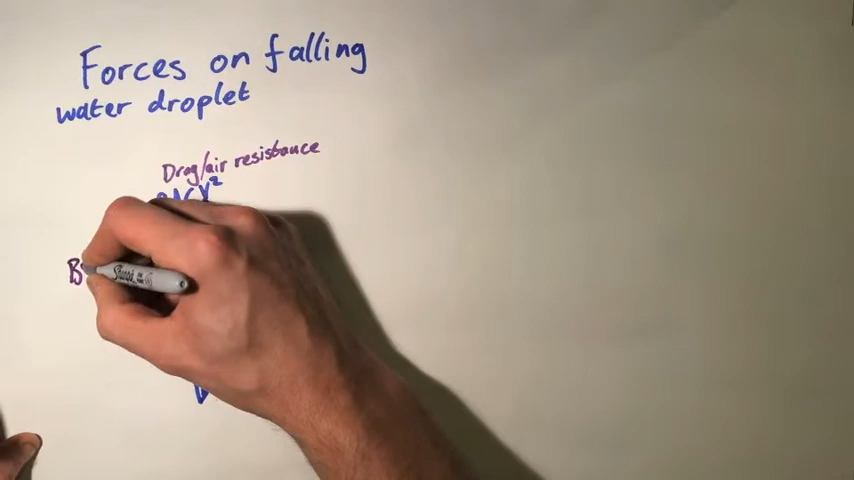 Forces on falling
water droplet
Drag/air resistance
B